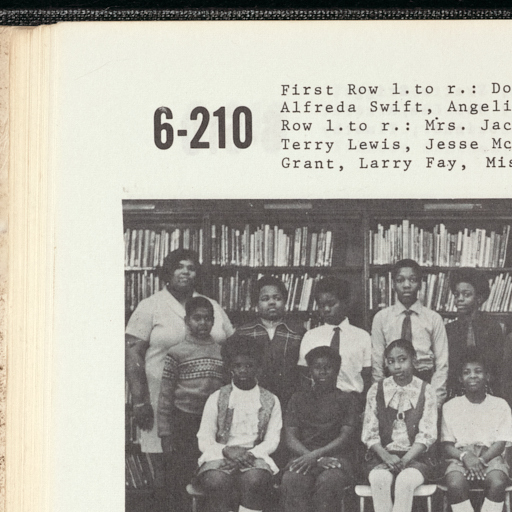 6-210
First Row l.to r.: Do
Alfreda Swift, Angeli
Row l.to r.: Mrs. Jac
Terry Lewis, Jesse Mc
Grant, Larry Fay, Mis